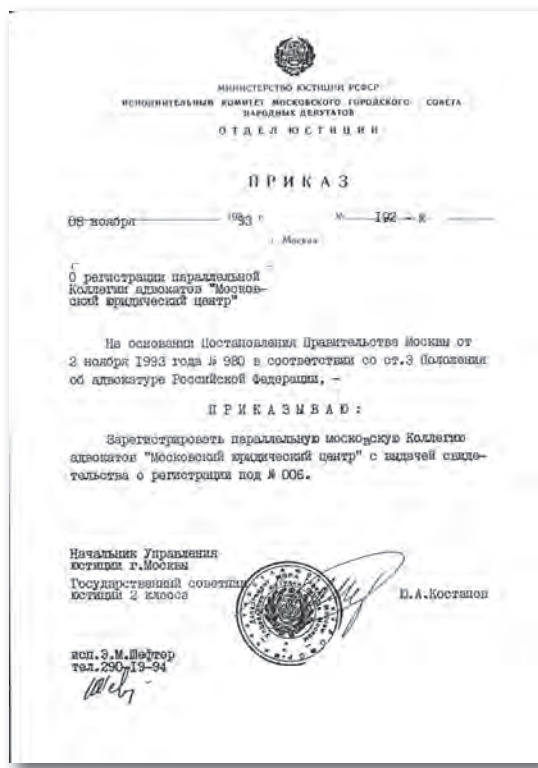 МИНИСТЕРСТВО ЮСТИЦИИ РСФСР
ИСПОЛНИТЕЛЬНЫЙ КОМИТЕТ МОСКОВСКОГО ГОРОДСКОГО СОВЕТА
НАРОДНЫХ ДЕПУТАТОВ
ОТДЕЛ ЮСТИЦИИ
ПРИКАЗ
08 ноября 1993 г № 192 - к
г Москва
О регистрации параллельной
Коллегии адвокатов "Москов-
ский юридический центр"
На основании Постановления Правительства Москвы от
2 ноября 1993 года № 980 в соответствии со ст.3 Положения
об адвокатуре Российской Федерации, -
ПРИКАЗЫВАЮ:
Зарегистрировать параллельную московскую Коллегию
адвокатов "Московский юридический центр" с выдачей свиде-
тельства о регистрации под № 006.
Начальник Управления
юстиции г.Москвы
Государственный советник
юстиции 2 класса
Ю.А.Костанов
исп.Э.М.Шефтер
тел.290-19-94